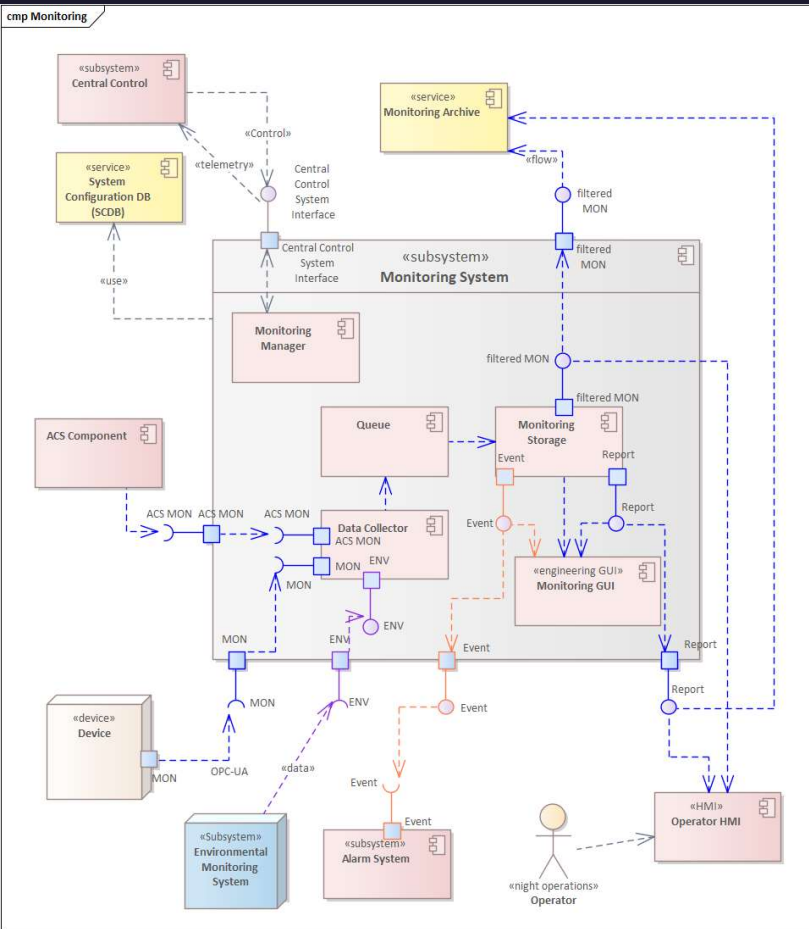 cmp Monitoring
«subsystem»
Central Control
«service»
Monitoring Archive
«Control»
«telemetry»
«flow»
«service»
System
Configuration DB
(SCDB)
Central
Control
System
Interface
filtered
MON
Central Control
System
Interface
«subsystem»
Monitoring System
filtered
MON
«use»
Monitoring
Manager
filtered MON
filtered MON
ACS Component
Queue
Monitoring
Storage
Event
Report
ACS MON
ACS MON
ACS MON
Data Collector
ACS MON
Event
Report
MON
MON
ENV
«engineering GUI»
Monitoring GUI
ENV
MON
ENV
Event
Report
«device»
Device
MON
ENV
Event
Report
MON
OPC-UA
«data»
Event
Event
«Subsystem»
Environmental
Monitoring
System
«subsystem»
Alarm System
«HMI»
Operator HMI
«night operations»
Operator